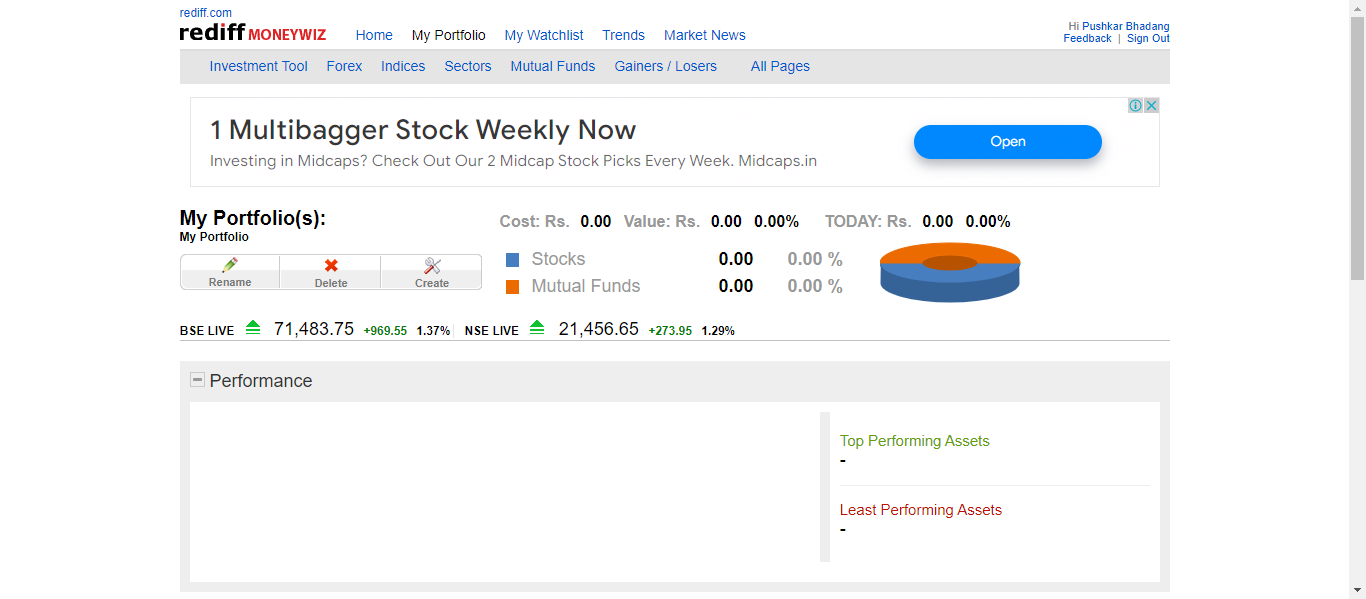 rediff.com
rediff MONEYWIZ Home My Portfolio My Watchlist Trends Market News
Hi Pushkar Bhadang
Feedback | Sign Out
Investment Tool Forex Indices Sectors Mutual Funds Gainers / Losers All Pages
1 Multibagger Stock Weekly Now
Investing in Midcaps? Check Out Our 2 Midcap Stock Picks Every Week. Midcaps.in
Open
My Portfolio(s):
My Portfolio
Rename Delete Create
Cost: Rs. 0.00 Value: Rs. 0.00 0.00% TODAY: Rs. 0.00 0.00%
Stocks 0.00 0.00 %
Mutual Funds 0.00 0.00 %
BSE LIVE 71,483.75 +969.55 1.37% NSE LIVE 21,456.65 +273.95 1.29%
Performance
Top Performing Assets
-
Least Performing Assets
-